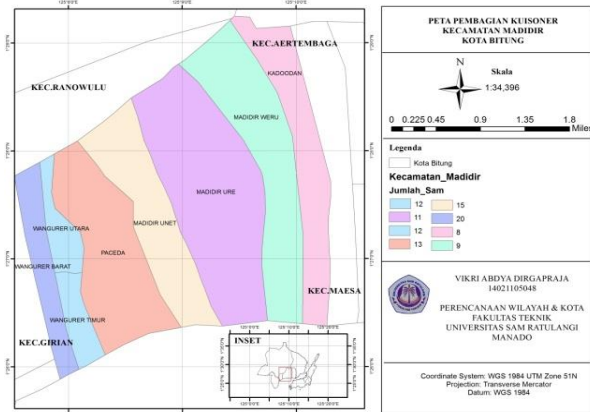 KEC.AERTEMBAGA
KADOODAN
KEC.RANOWULU
MADIDIR WERU
MADIDIR URE
MADIDIR UNET
WANGURER UTARA
PACEDA
WANGURER BARAT
KEC.MAESA
WANGURER TIMUR
KEC.GIRIAN
INSET
PETA PEMBAGIAN KUISONER
KECAMATAN MADIDIR
KOTA BITUNG
N
Skala
1:34,396
0 0.225 0.45 0.9 1.35 1.8
Miles
Legenda
Kota Bitung
Kecamatan_Madidir
Jumlah_Sam
12
11
12
13
15
20
8
9
VIKRI ABDYA DIRGAPRAJA
14021105048
PERENCANAAN WILAYAH & KOTA
FAKULTAS TEKNIK
UNIVERSITAS SAM RATULANGI
MANADO
Coordinate System: WGS 1984 UTM Zone 51N
Projection: Transverse Mercator
Datum: WGS 1984